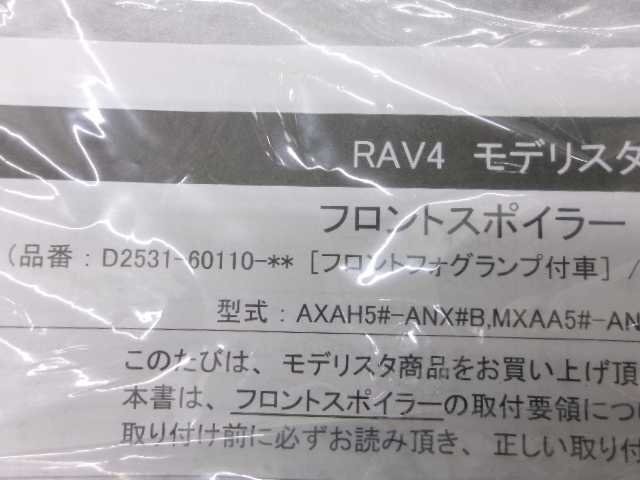 RAV4 モデリスタ
フロントスポイラー
(品番：D2531-60110-** [フロントフォグランプ付車] /
型式：AXAH5#-ANX#B,MXAA5#-AN
このたびは、モデリスタ商品をお買い上げ頂
本書は、フロントスポイラーの取付要領につ
取り付け前に必ずお読み頂き、正しい取り付